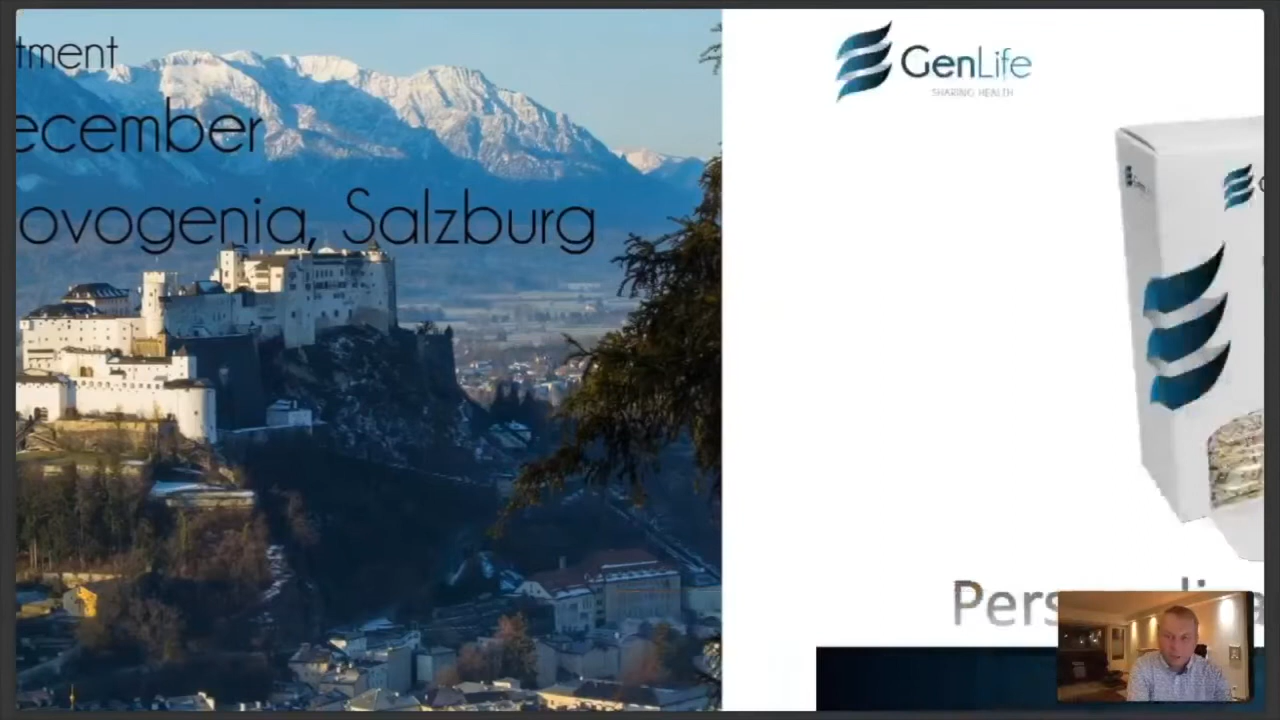 tment
ecember
ovogenia, Salzburg
GenLife
SHARING HEALTH
Pers